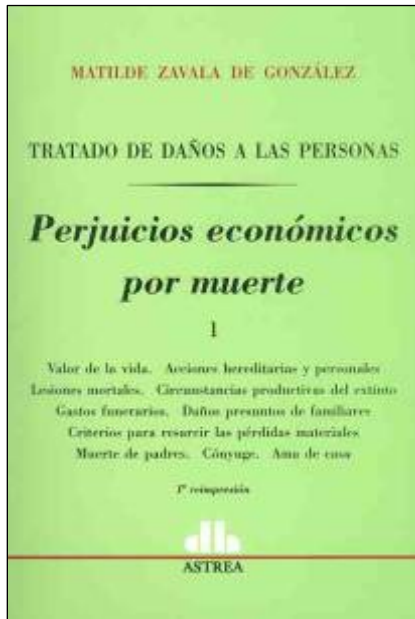 MATILDE ZAVALA DE GONZÁLEZ
TRATADO DE DAÑOS A LAS PERSONAS
Perjuicios económicos
por muerte
1
Valor de la vida. Acciones hereditarias y personales
Lesiones mortales. Circunstancias productivas del extinto
Gastos funerarios. Daños presuntos de familiares
Criterios para resarcir las pérdidas materiales
Muerte de padres. Cónyuge. Ama de casa
1ª reimpresión
ASTREA